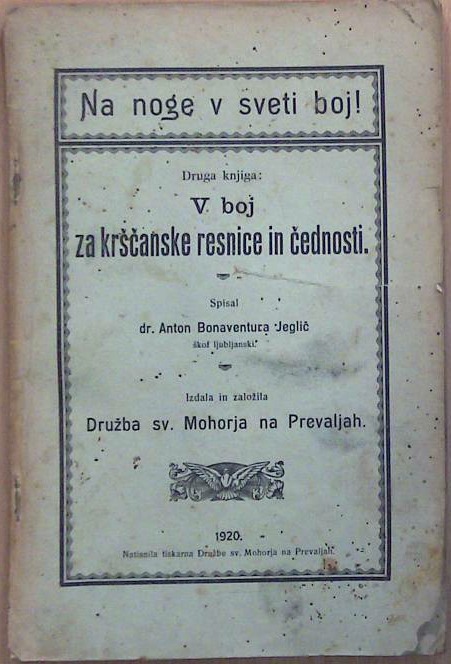 Na noge v sveti boj!
Druga knjiga:
V boj
za krščanske resnice in čednosti.
Spisal
dr. Anton Bonaventura Jeglič
škof ljubljanski.
Izdala in založila
Družba sv. Mohorja na Prevaljah.
1920.
Natisnila tiskarna Družbe sv. Mohorja na Prevaljah.